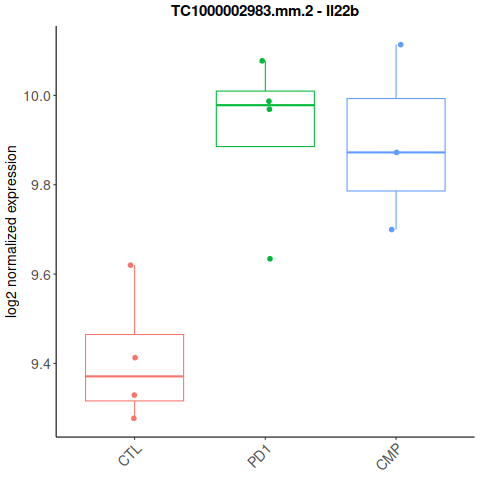 TC1000002983.mm.2 - Il22b
log2 normalized expression
10.0
9.8
9.6
9.4
CTL
PD1
CMP